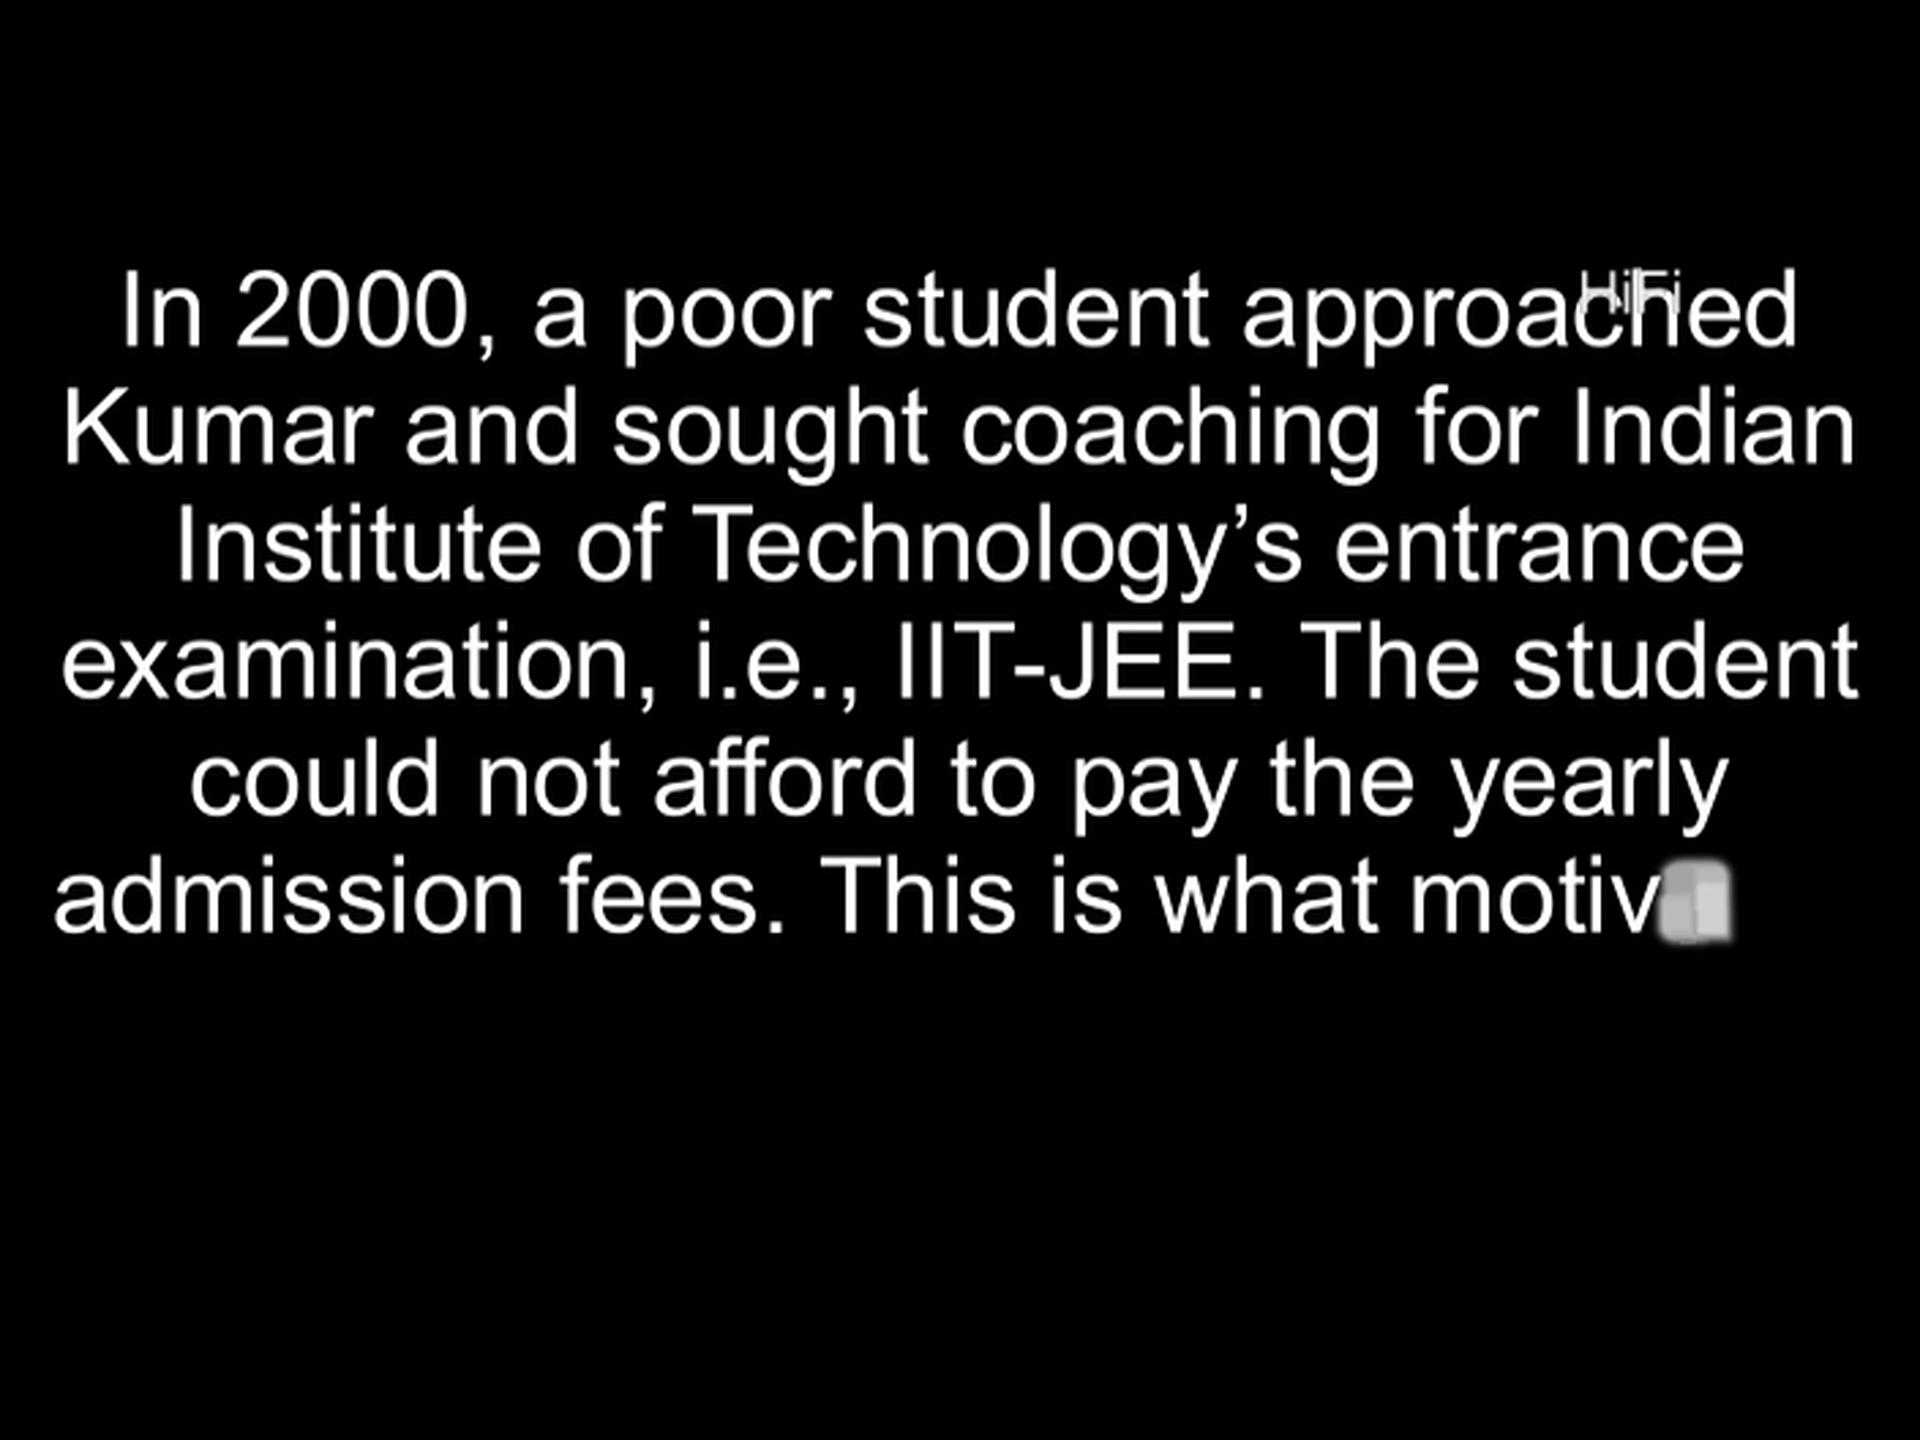 In 2000, a poor student approached
Kumar and sought coaching for Indian
Institute of Technology’s entrance
examination, i.e., IIT-JEE. The student
could not afford to pay the yearly
admission fees. This is what motiv
HiFi